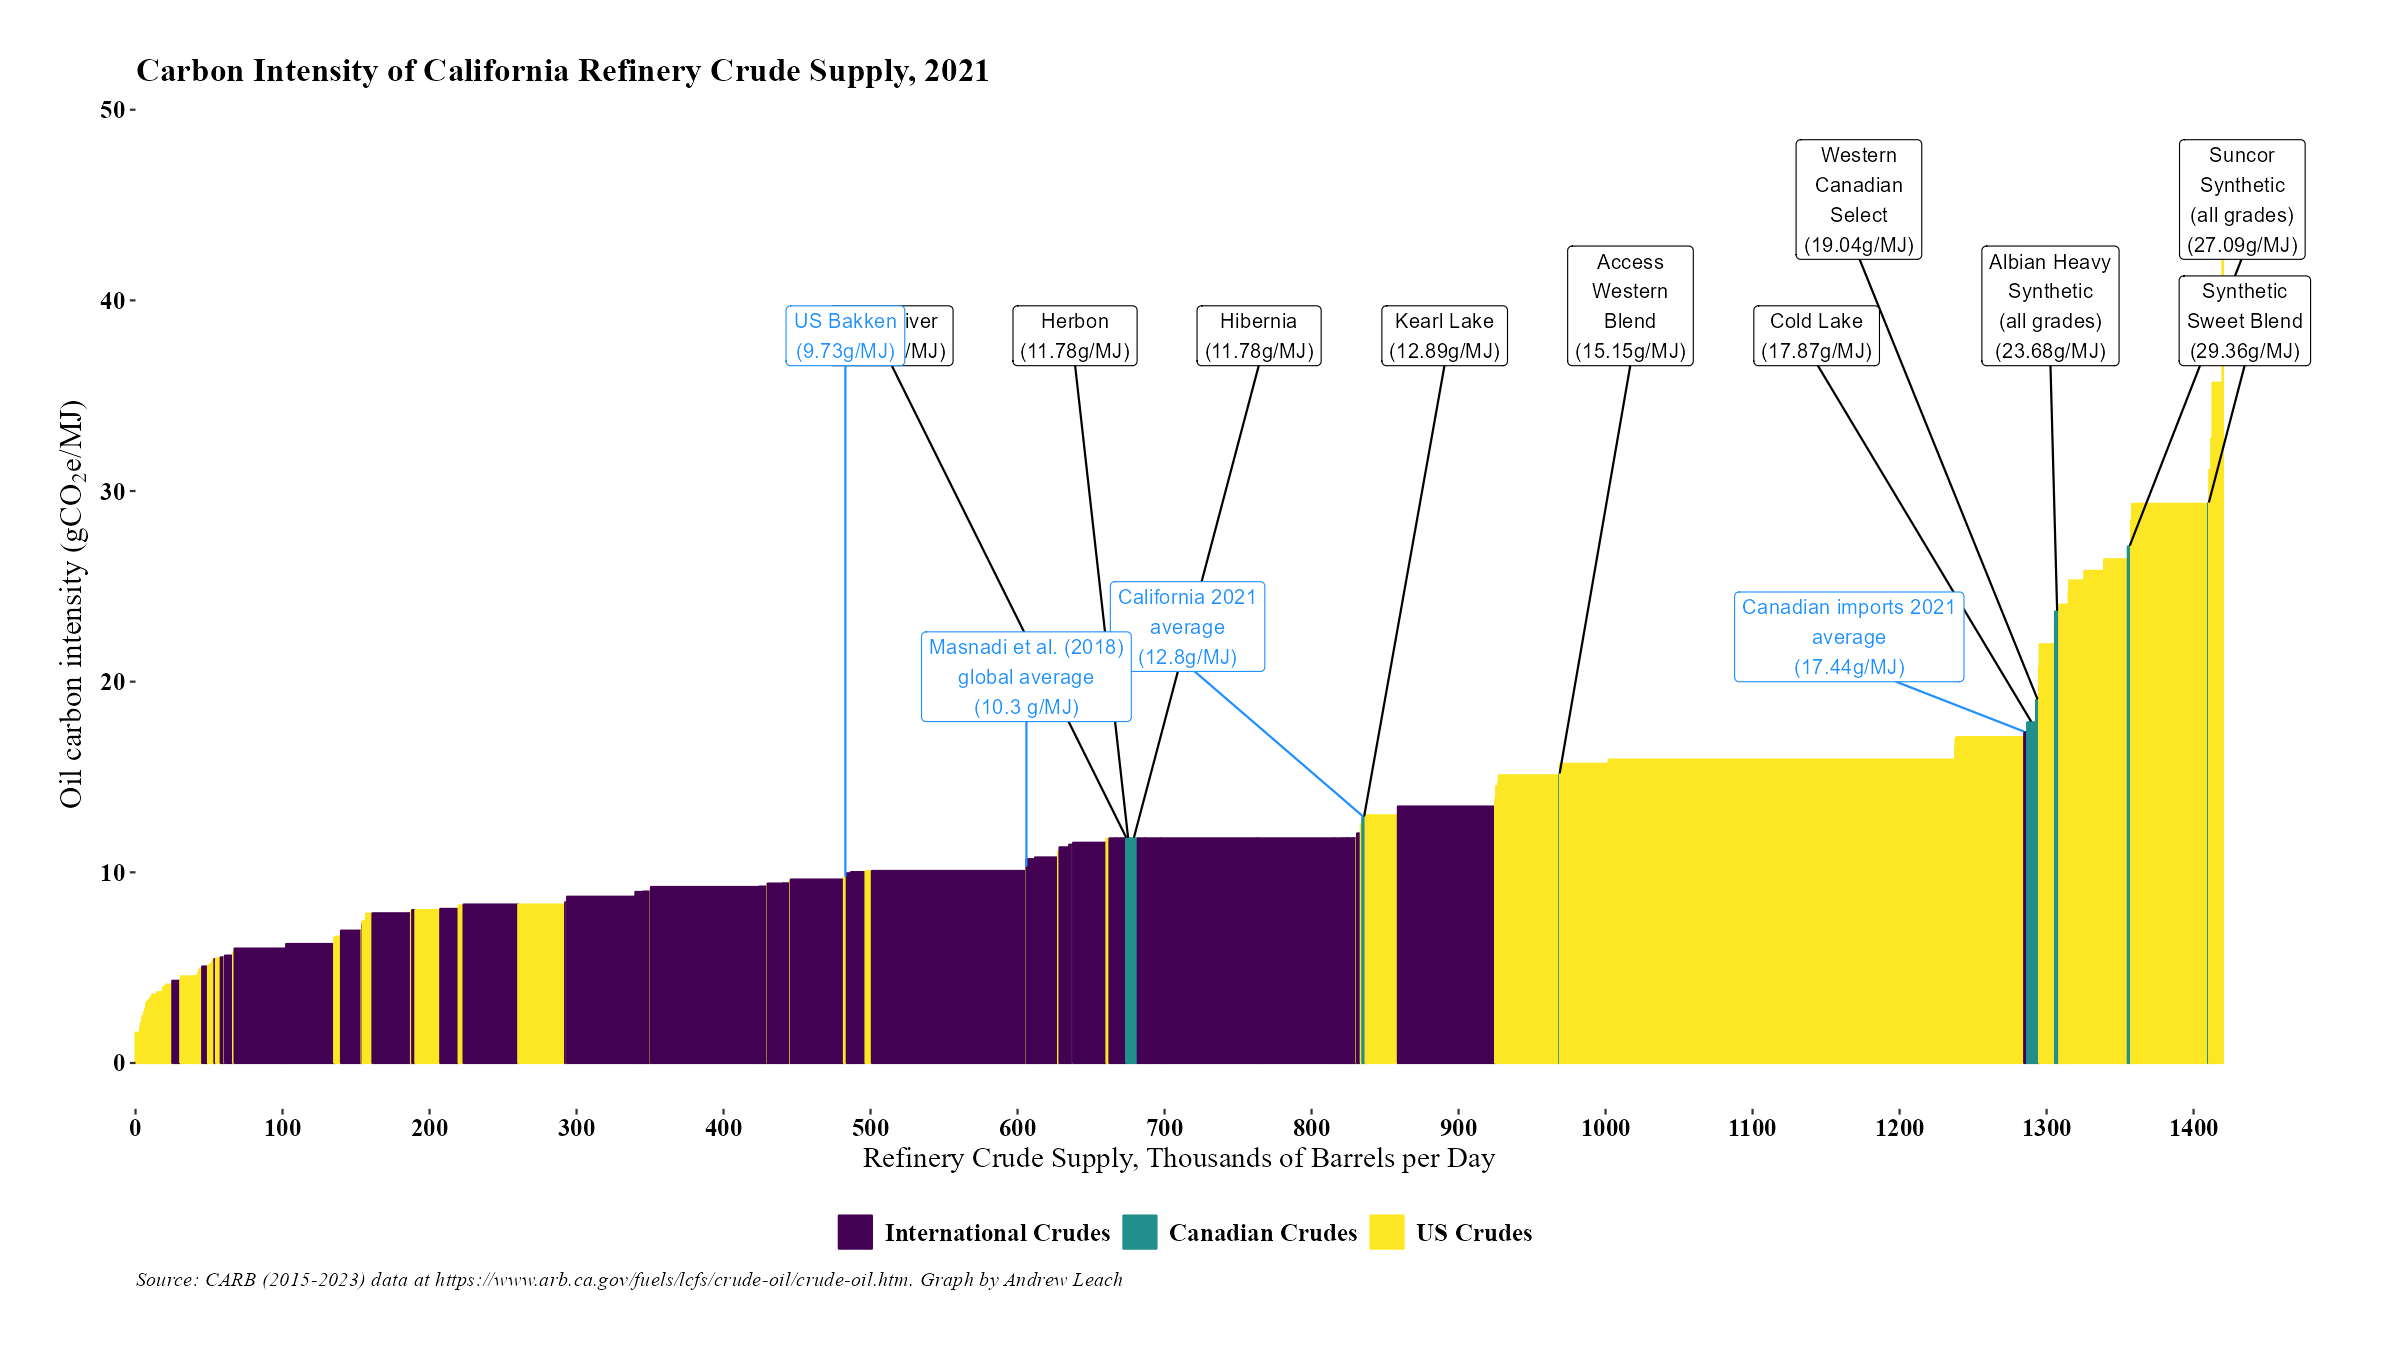 Carbon Intensity of California Refinery Crude Supply, 2021
Oil carbon intensity (gCO₂e/MJ)
50
40
30
20
10
0
US Bakken
(9.73g/MJ)
iver
/MJ)
Herbon
(11.78g/MJ)
Hibernia
(11.78g/MJ)
Kearl Lake
(12.89g/MJ)
Access
Western
Blend
(15.15g/MJ)
Western
Canadian
Select
(19.04g/MJ)
Cold Lake
(17.87g/MJ)
Albian Heavy
Synthetic
(all grades)
(23.68g/MJ)
Suncor
Synthetic
(all grades)
(27.09g/MJ)
Synthetic
Sweet Blend
(29.36g/MJ)
Masnadi et al. (2018)
global average
(10.3 g/MJ)
California 2021
average
(12.8g/MJ)
Canadian imports 2021
average
(17.44g/MJ)
0 100 200 300 400 500 600 700 800 900 1000 1100 1200 1300 1400
Refinery Crude Supply, Thousands of Barrels per Day
International Crudes Canadian Crudes US Crudes
Source: CARB (2015-2023) data at https://www.arb.ca.gov/fuels/lcfs/crude-oil/crude-oil.htm. Graph by Andrew Leach